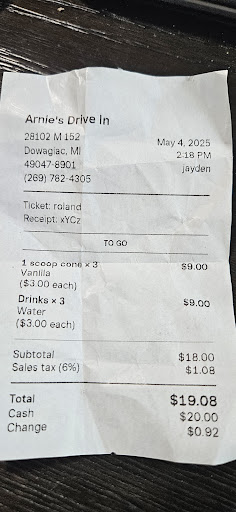 Arnie's Drive In
28102 M 152
Dowagiac, MI
49047-8901
(269) 782-4305
May 4, 2025
2:18 PM
jayden
Ticket: roland
Receipt: xYCz
TO GO
1 scoop cone × 3 $9.00
Vanilla
($3.00 each)
Drinks × 3 $9.00
Water
($3.00 each)
Subtotal $18.00
Sales tax (6%) $1.08
Total $19.08
Cash $20.00
Change $0.92